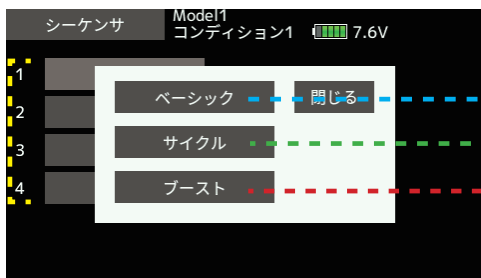 シーケンサ
Model1
コンディション1 7.6V
1
ベーシック 閉じる
2
サイクル
3
ブースト
4